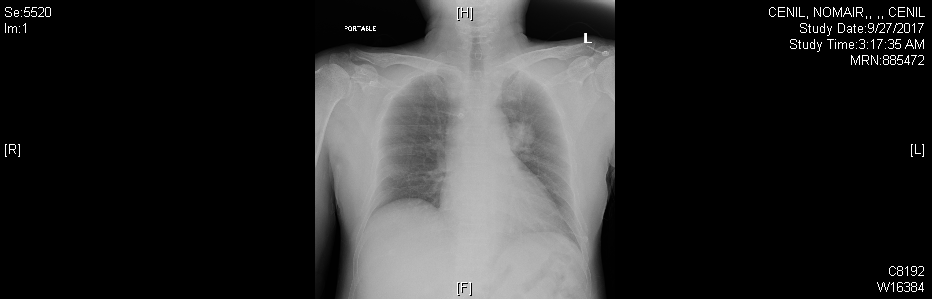 Se:5520
Im:1
[H]
CENIL, NOMAIR,, ,, CENIL
Study Date:9/27/2017
Study Time:3:17:35 AM
MRN:885472
PORTABLE
L
[R]
[L]
[F]
C8192
W16384